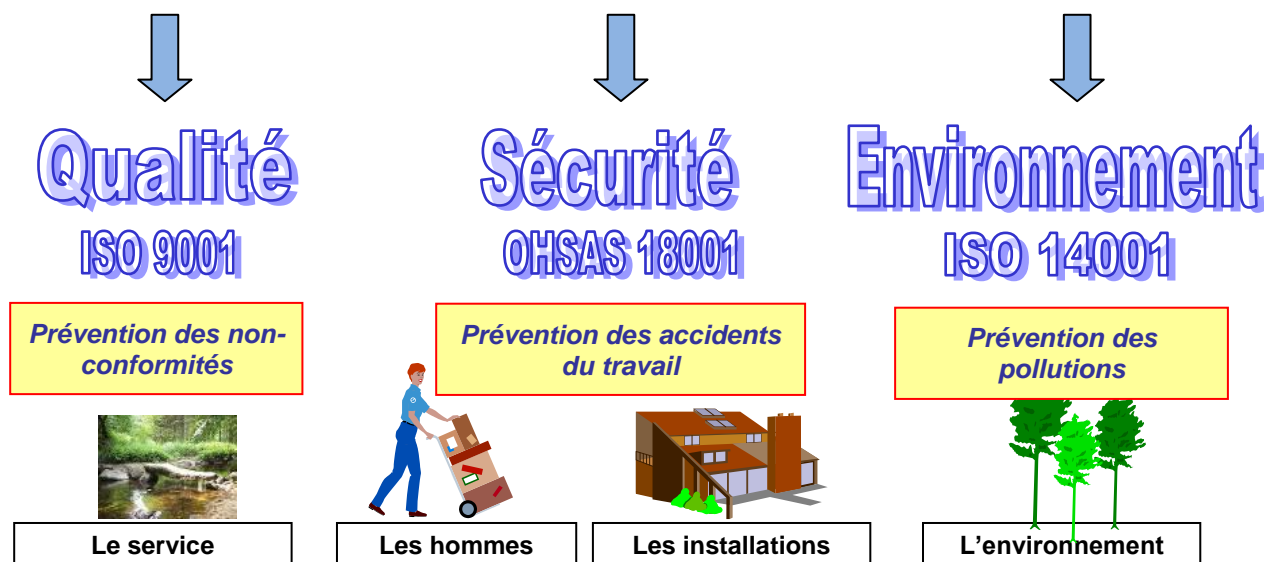 Qualité
ISO 9001
Prévention des non-
conformités
Le service
Sécurité
OHSAS 18001
Prévention des accidents
du travail
Les hommes
Les installations
Environnement
ISO 14001
Prévention des
pollutions
L'environnement